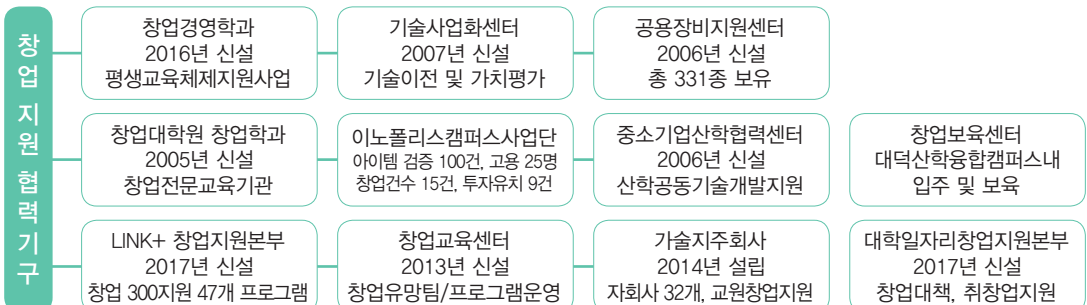 창업 지원 협력기구
창업경영학과
2016년 신설
평생교육체제지원사업
기술사업화센터
2007년 신설
기술이전 및 가치평가
공용장비지원센터
2006년 신설
총 331종 보유
창업대학원 창업학과
2005년 신설
창업전문교육기관
이노폴리스캠퍼스사업단
아이템 검증 100건, 고용 25명
창업건수 15건, 투자유치 9건
중소기업산학협력센터
2006년 신설
산학공동기술개발지원
창업보육센터
대덕산학융합캠퍼스내
입주 및 보육
LINK+ 창업지원본부
2017년 신설
창업 300지원 47개 프로그램
창업교육센터
2013년 신설
창업유망팀/프로그램운영
가술지주회사
2014년 설립
자회사 32개, 교원창업지원
대학일자리창업지원본부
2017년 신설
창업대책, 취창업지원